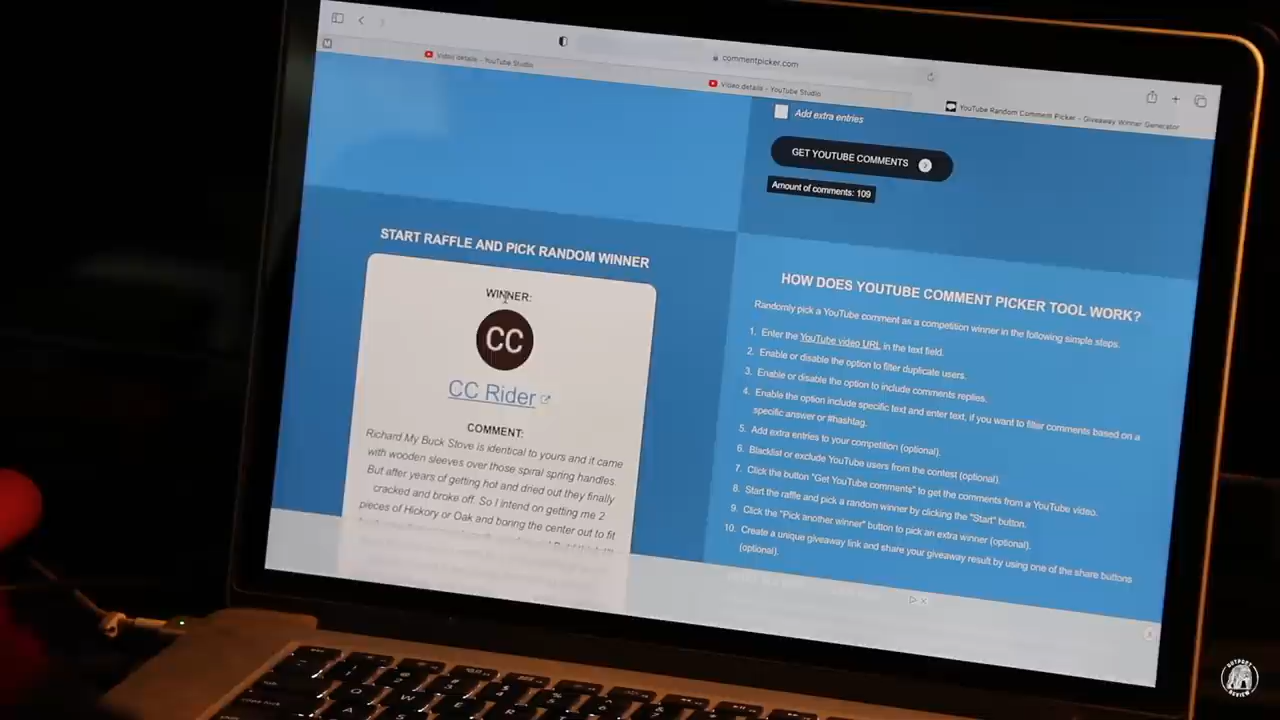 commentpicker.com
Video details - YouTube Studio
Video details - YouTube Studio
YouTube Random Comment Picker - Giveaway Winner Generator
Add extra entries
GET YOUTUBE COMMENTS
Amount of comments: 109
START RAFFLE AND PICK RANDOM WINNER
WINNER:
CC
CC Rider
COMMENT:
Richard My Buck Stove is identical to yours and it came
with wooden sleeves over those spiral spring handles.
But after years of getting hot and dried out they finally
cracked and broke off. So I intend on getting me 2
pieces of Hickory or Oak and boring the center out to fit
HOW DOES YOUTUBE COMMENT PICKER TOOL WORK?
Randomly pick a YouTube comment as a competition winner in the following simple steps.
1. Enter the YouTube video URL in the text field.
2. Enable or disable the option to filter duplicate users.
3. Enable or disable the option to include comments replies.
4. Enable the option include specific text and enter text, if you want to filter comments based on a
specific answer or #hashtag.
5. Add extra entries to your competition (optional).
6. Blacklist or exclude YouTube users from the contest (optional).
7. Click the button "Get YouTube comments" to get the comments from a YouTube video.
8. Start the raffle and pick a random winner by clicking the "Start" button.
9. Click the "Pick another winner" button to pick an extra winner (optional).
10. Create a unique giveaway link and share your giveaway result by using one of the share buttons
(optional).
OUTPOST
REVIEW